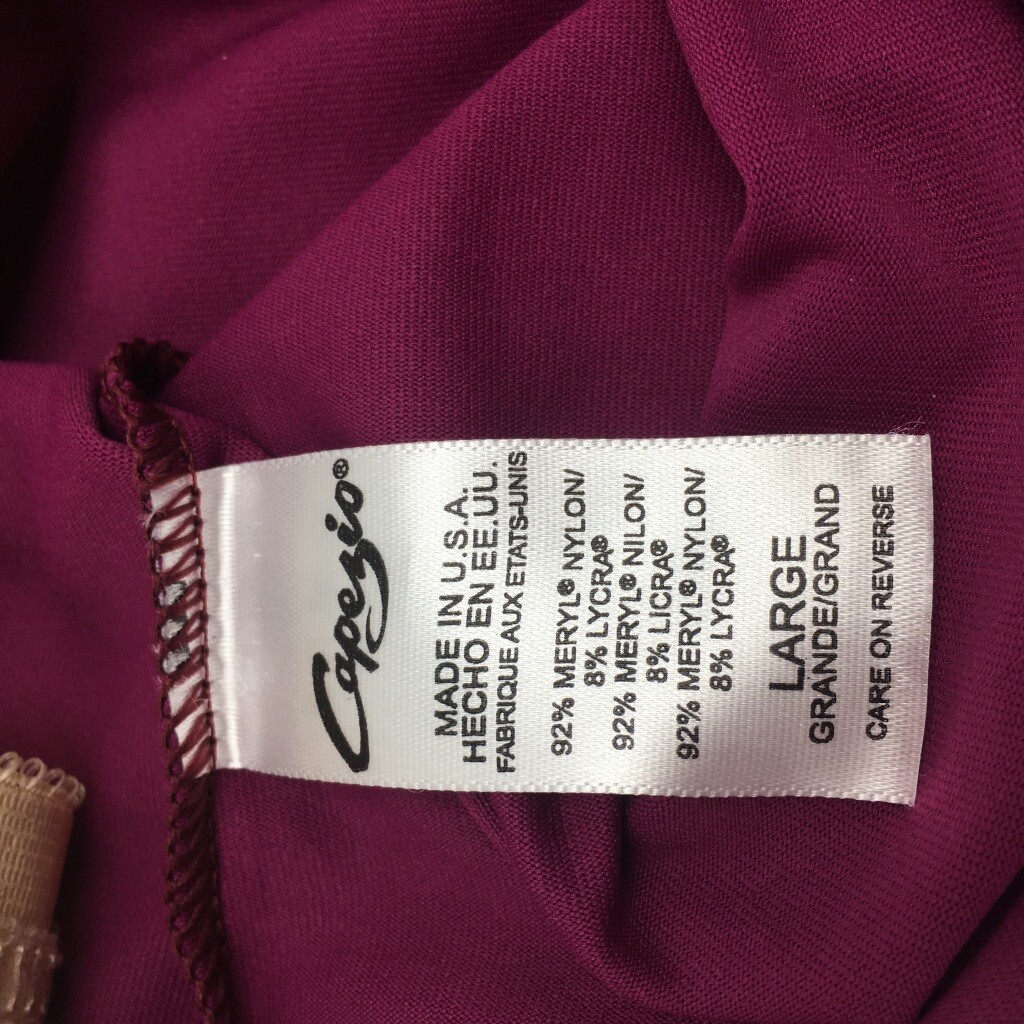 Capezio®
MADE IN U.S.A.
HECHO EN EE.UU.
FABRIQUE AUX ETATS-UNIS
92% MERYL® NYLON/
8% LYCRA®
92% MERYL® NILON/
8% LICRA®
92% MERYL® NYLON/
8% LYCRA®
LARGE
GRANDE/GRAND
CARE ON REVERSE